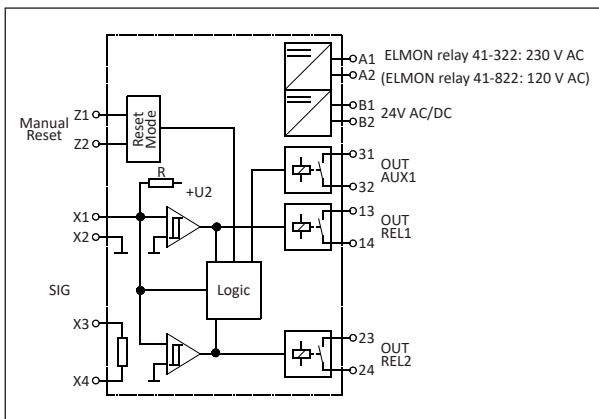 A1 ELMON relay 41-322: 230 V AC
A2 (ELMON relay 41-822: 120 V AC)
B1
B2
24V AC/DC
Manual
Reset
Z1
Z2
Reset
Mode
31
32
OUT
AUX1
R
+U2
X1
X2
13
14
OUT
REL1
SIG
Logic
X3
X4
23
24
OUT
REL2